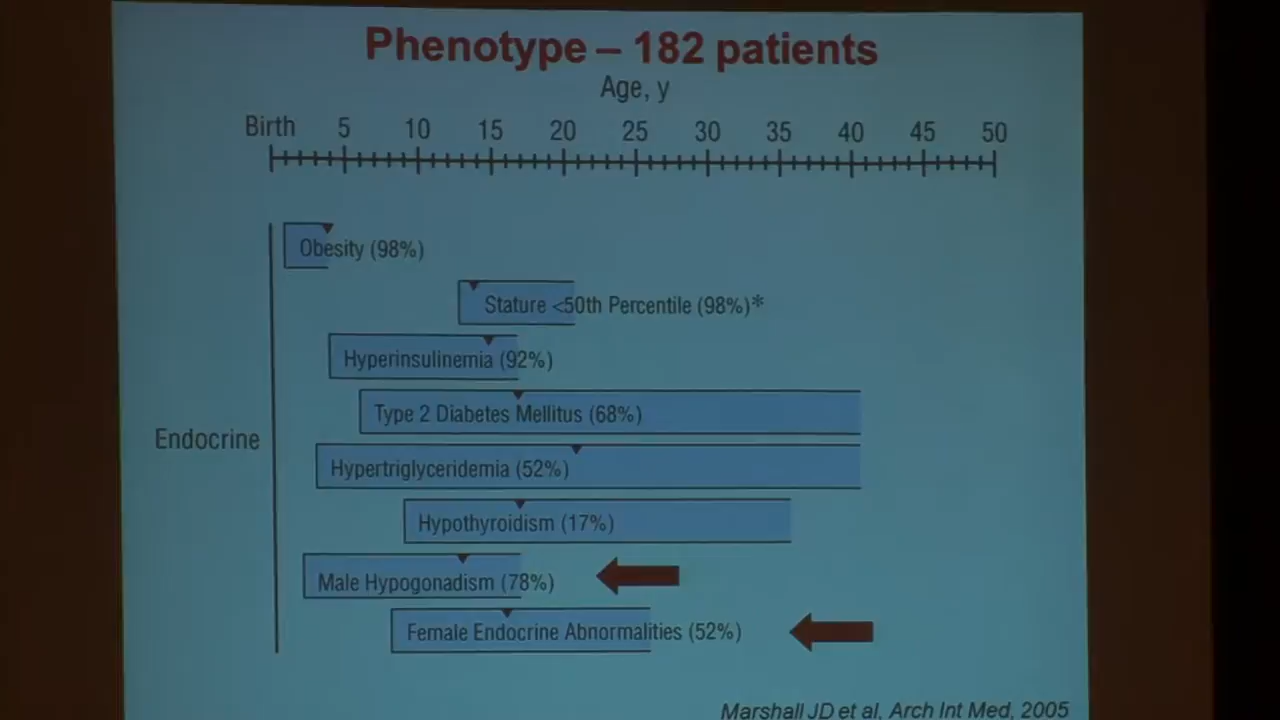 Phenotype – 182 patients
Age, y
Birth 5 10 15 20 25 30 35 40 45 50
Obesity (98%)
Stature <50th Percentile (98%)*
Hyperinsulinemia (92%)
Type 2 Diabetes Mellitus (68%)
Endocrine
Hypertriglyceridemia (52%)
Hypothyroidism (17%)
Male Hypogonadism (78%)
Female Endocrine Abnormalities (52%)
Marshall JD et al, Arch Int Med, 2005